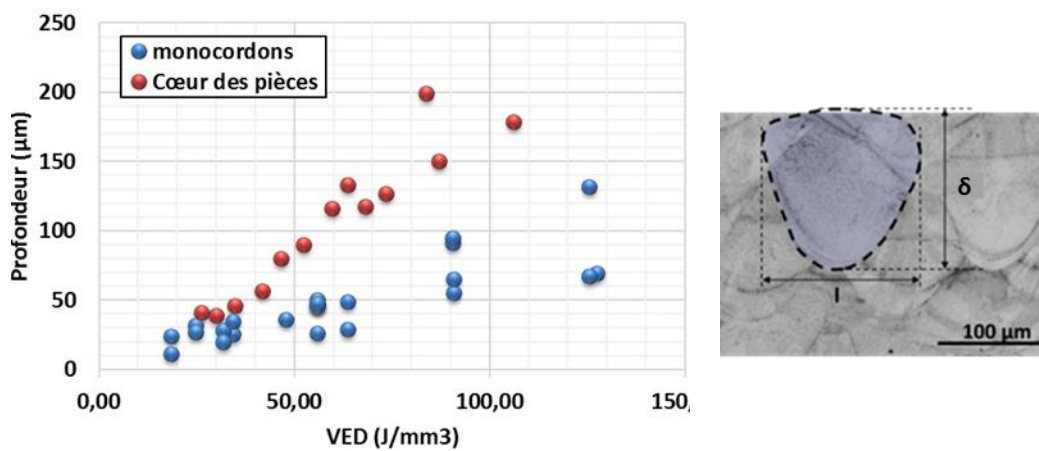 250
200
150
100
50
0
Profondeur (µm)
monocordons
Cœur des pièces
0,00 50,00 100,00 150,
VED (J/mm3)
δ
l
100 µm